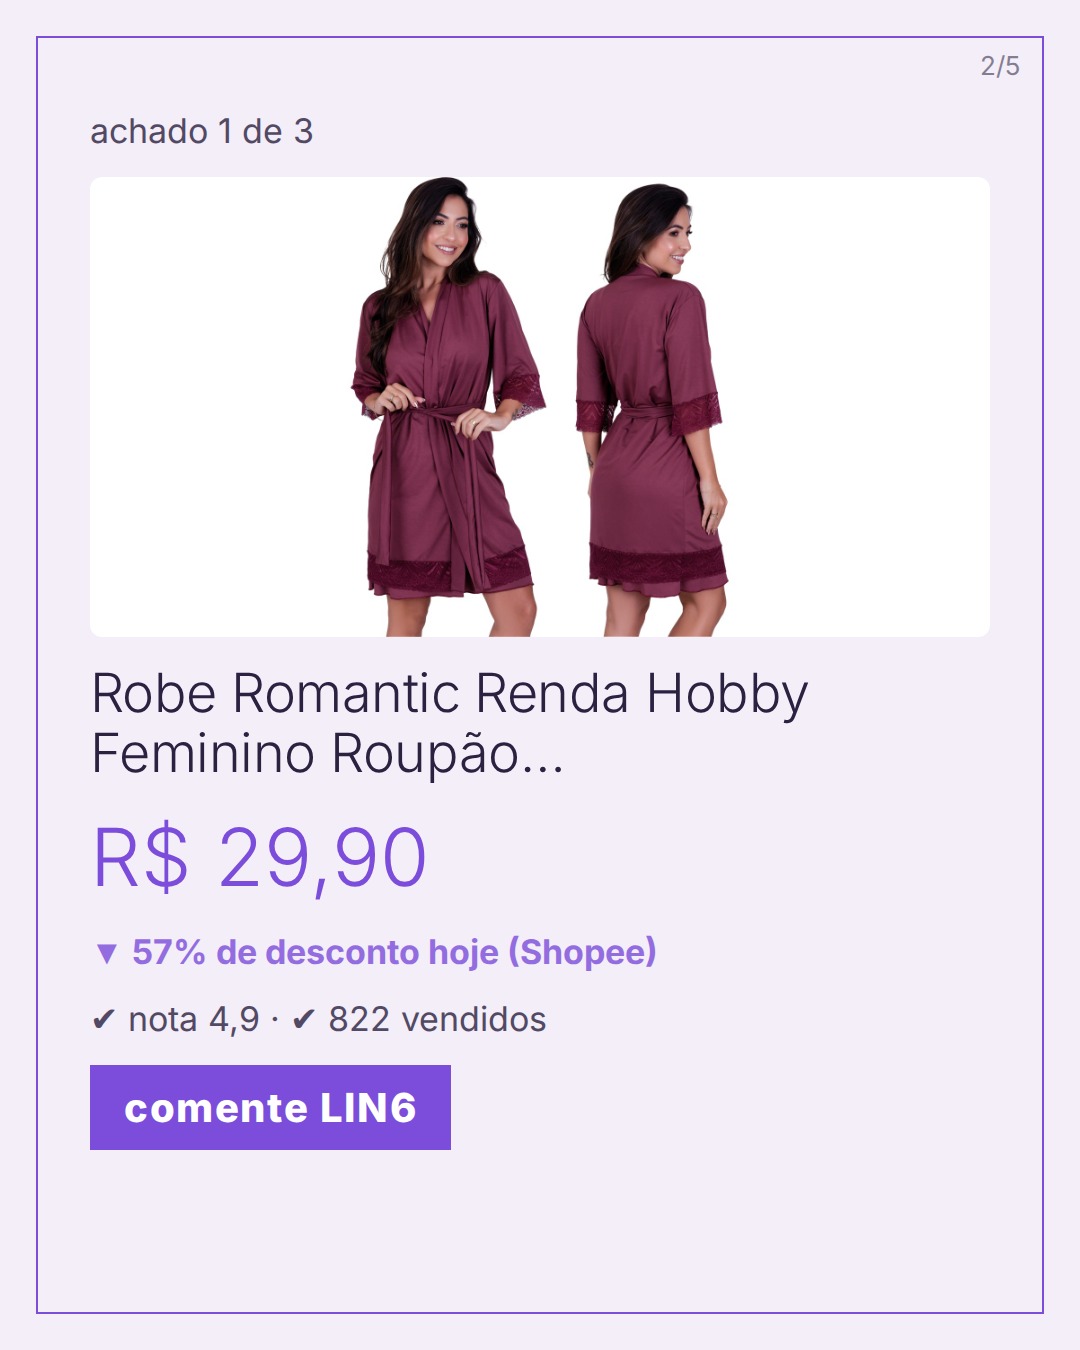 2/5
achado 1 de 3
Robe Romantic Renda Hobby
Feminino Roupão...
R$ 29,90
▼ 57% de desconto hoje (Shopee)
✔ nota 4,9 · ✔ 822 vendidos
comente LIN6